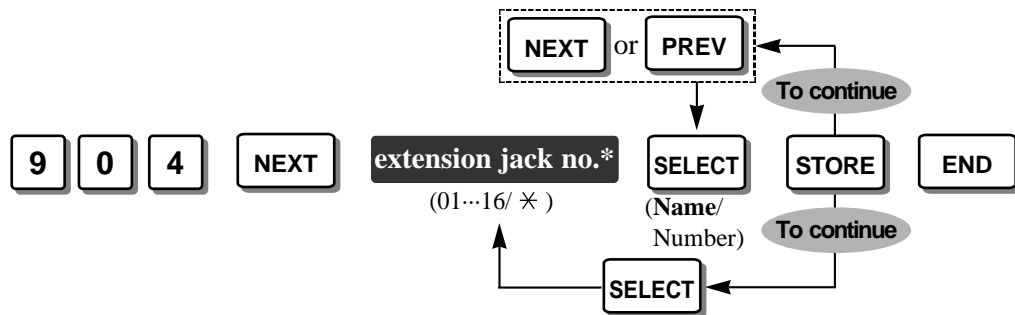 NEXT or PREV
To continue
9 0 4 NEXT extension jack no.* SELECT STORE END
(01···16/ ✳ )
(Name/
Number)
To continue
SELECT